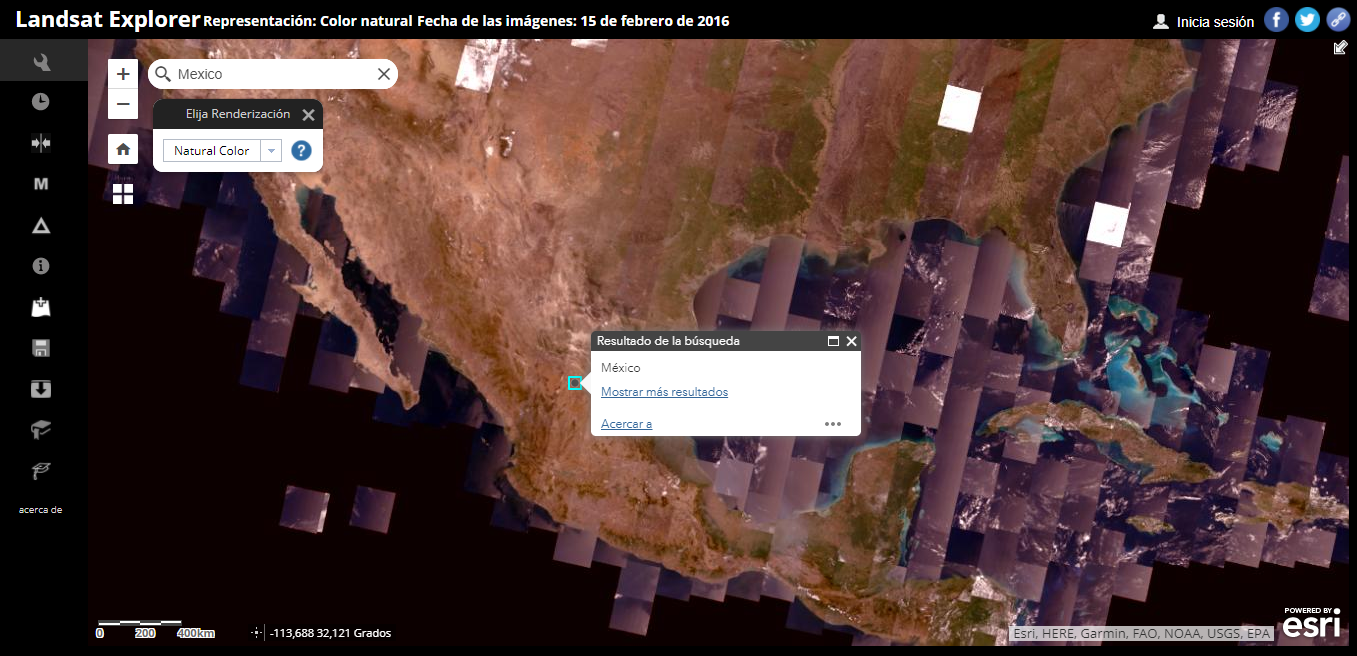 Landsat Explorer Representación: Color natural Fecha de las imágenes: 15 de febrero de 2016
Inicia sesión
Mexico
Elija Renderización
Natural Color
?
M
Resultado de la búsqueda
México
Mostrar más resultados
Acercar a
acerca de
0 200 400km
-113,688 32,121 Grados
Esri, HERE, Garmin, FAO, NOAA, USGS, EPA
POWERED BY
esri